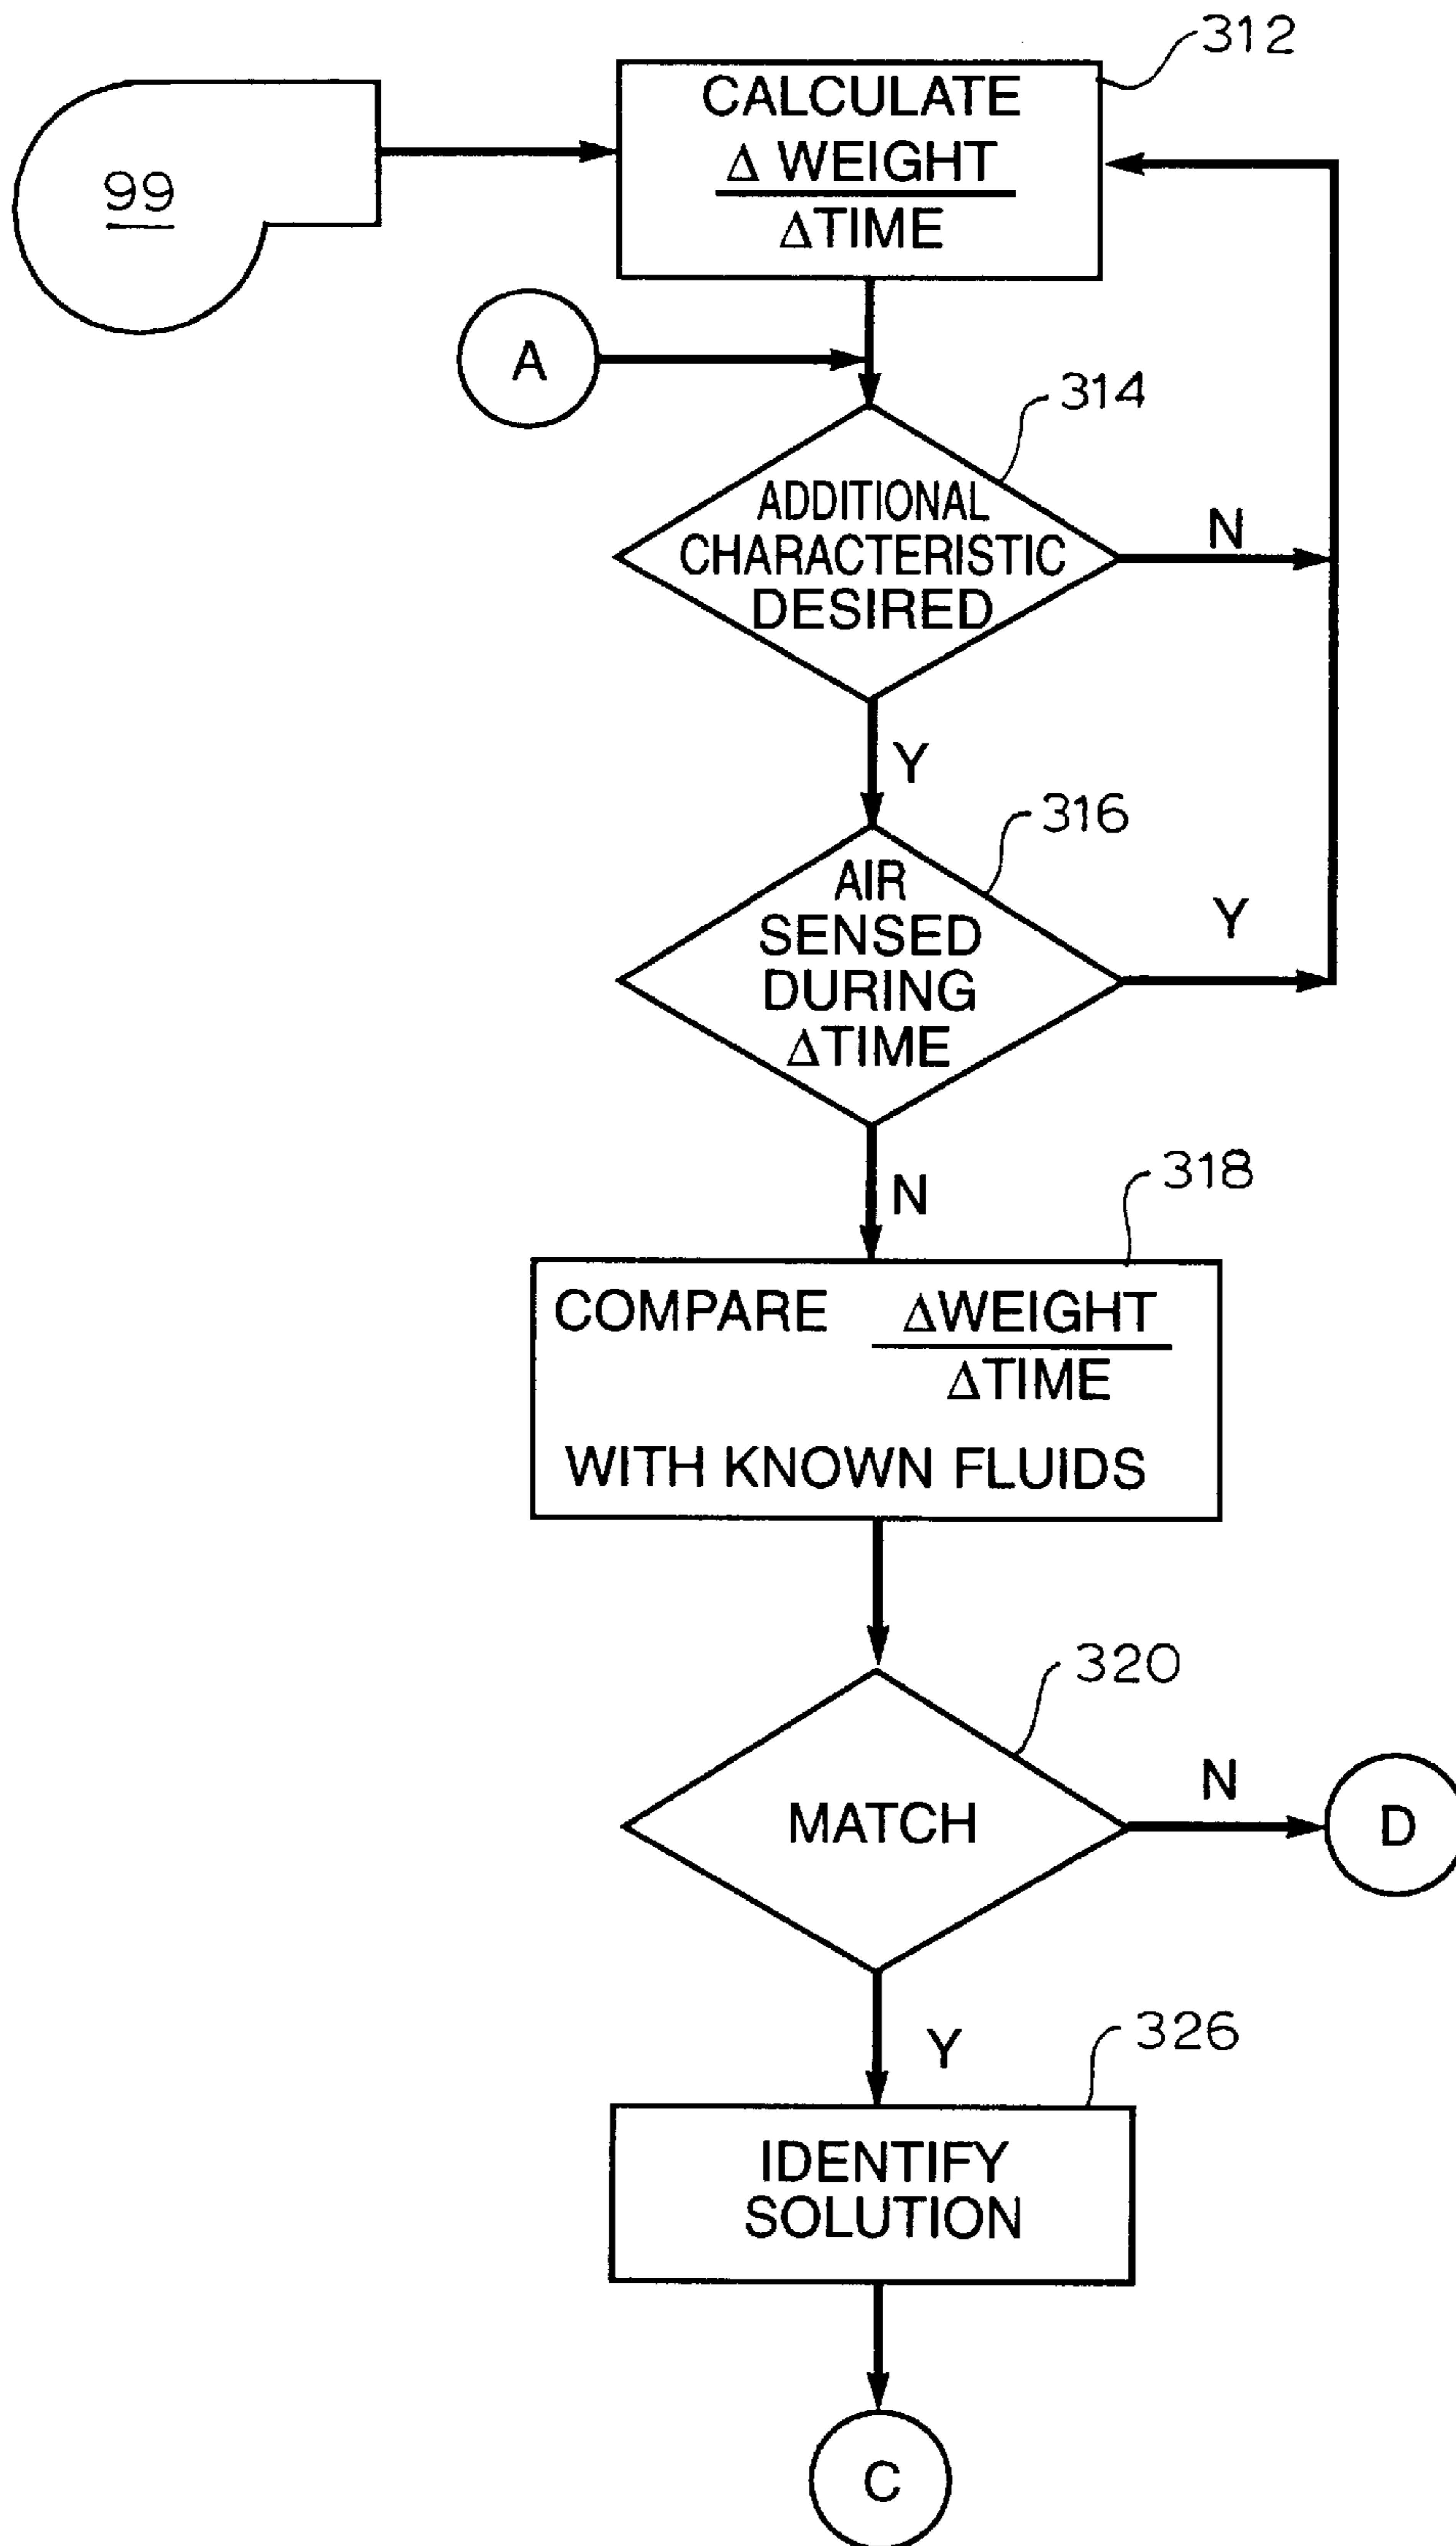 312
CALCULATE
Δ WEIGHT
ΔTIME
99
A
314
ADDITIONAL
CHARACTERISTIC
DESIRED
N
Y
316
AIR
SENSED
DURING
ΔTIME
Y
N
318
COMPARE ΔWEIGHT
ΔTIME
WITH KNOWN FLUIDS
320
MATCH
N
D
Y
326
IDENTIFY
SOLUTION
C